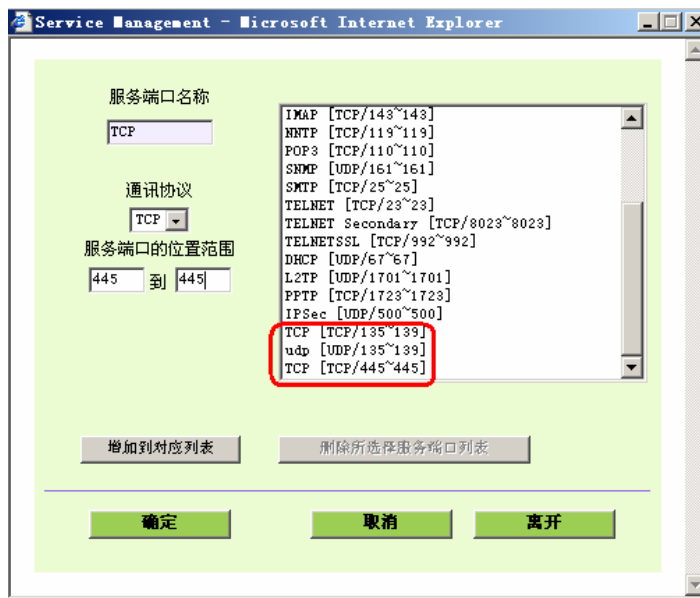 Service Management - Microsoft Internet Explorer
服务端口名称
TCP
通讯协议
TCP
服务端口的位置范围
445 到 445
IMAP [TCP/143~143]
NNTP [TCP/119~119]
POP3 [TCP/110~110]
SNMP [UDP/161~161]
SMTP [TCP/25~25]
TELNET [TCP/23~23]
TELNET Secondary [TCP/8023~8023]
TELNETSSL [TCP/992~992]
DHCP [UDP/67~67]
L2TP [UDP/1701~1701]
PPTP [TCP/1723~1723]
IPSec [UDP/500~500]
TCP [TCP/135~139]
udp [UDP/135~139]
TCP [TCP/445~445]
增加到对应列表
删除所选择服务端口列表
确定
取消
离开